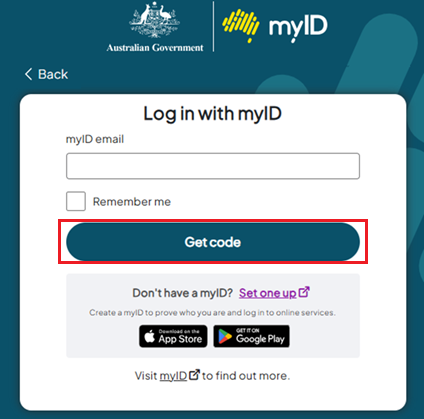 Australian Government
myID
Back
Log in with myID
myID email
Remember me
Get code
Don't have a myID? Set one up
Create a myID to prove who you are and log in to online services.
Download on the
App Store
GET IT ON
Google Play
Visit myID to find out more.